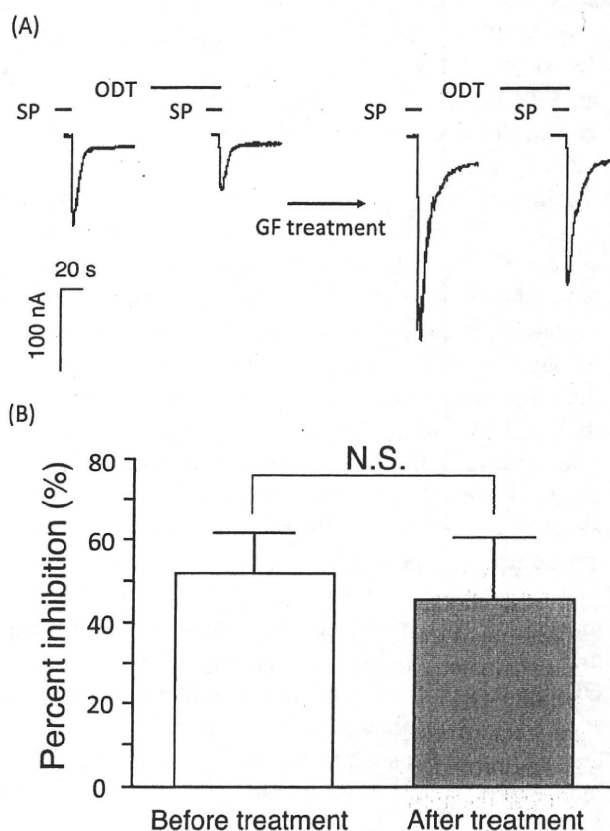 (A)
ODT
SP
SP
ODT
SP
SP
GF treatment
20 s
100 nA
(B)
Percent inhibition (%)
80
60
40
20
0
N.S.
Before treatment
After treatment